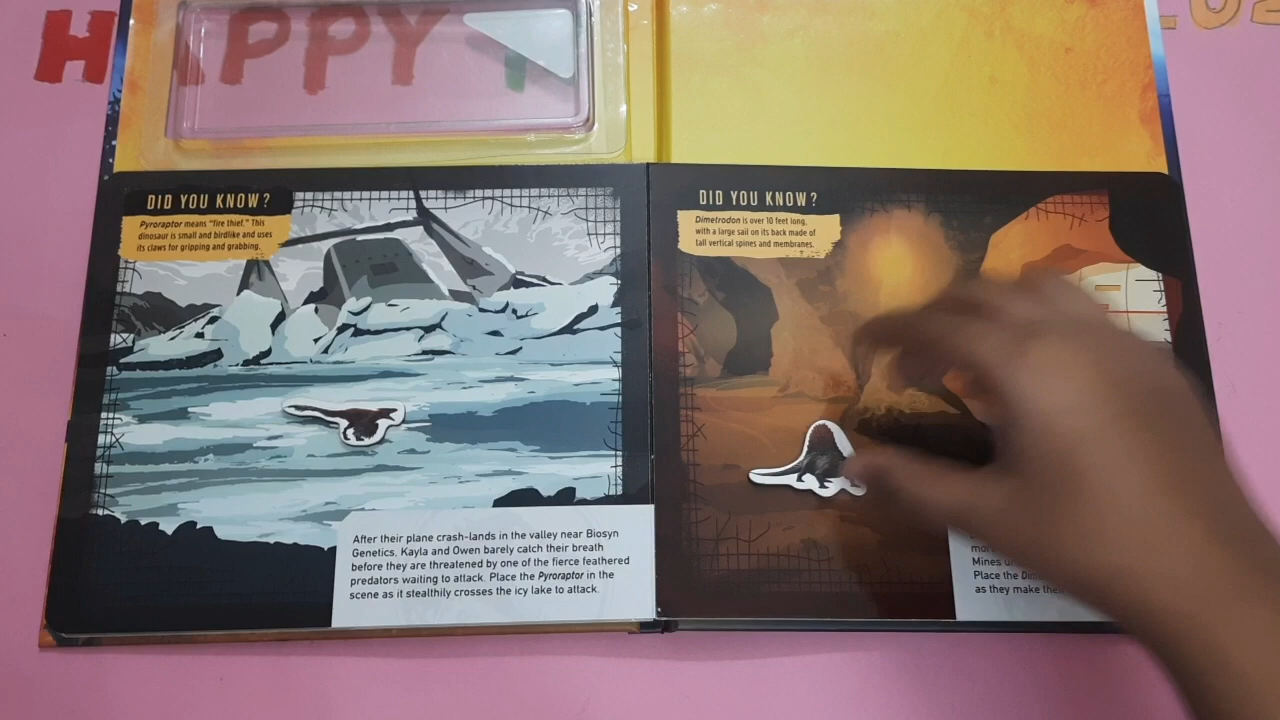 HAPPY
202
DID YOU KNOW?
Pyroraptor means "fire thief." This
dinosaur is small and birdlike and uses
its claws for gripping and grabbing.
After their plane crash-lands in the valley near Biosyn
Genetics, Kayla and Owen barely catch their breath
before they are threatened by one of the fierce feathered
predators waiting to attack. Place the Pyroraptor in the
scene as it stealthily crosses the icy lake to attack.
DID YOU KNOW?
Dimetrodon is over 10 feet long,
with a large sail on its back made of
tall vertical spines and membranes.
Mines
Place the
as they make